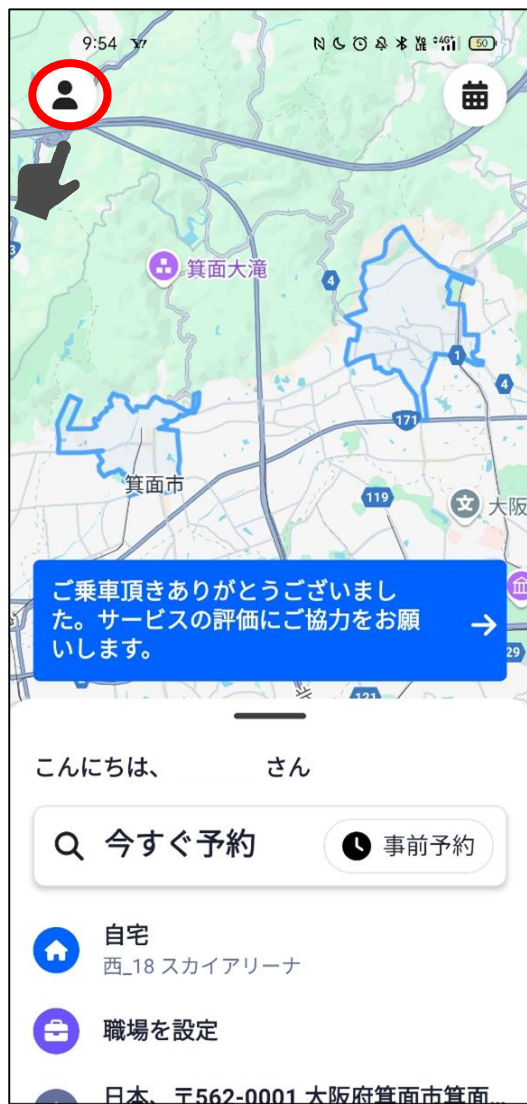 9:54
50
3
箕面大滝
4
1
4
171
箕面市
119
文
大阪
ご乗車頂きありがとうございまし
た。サービスの評価にご協力をお願
いします。
29
121
こんにちは、 さん
今すぐ予約
事前予約
自宅
西_18 スカイアリーナ
職場を設定
日本、〒562-0001 大阪府箕面市箕面...